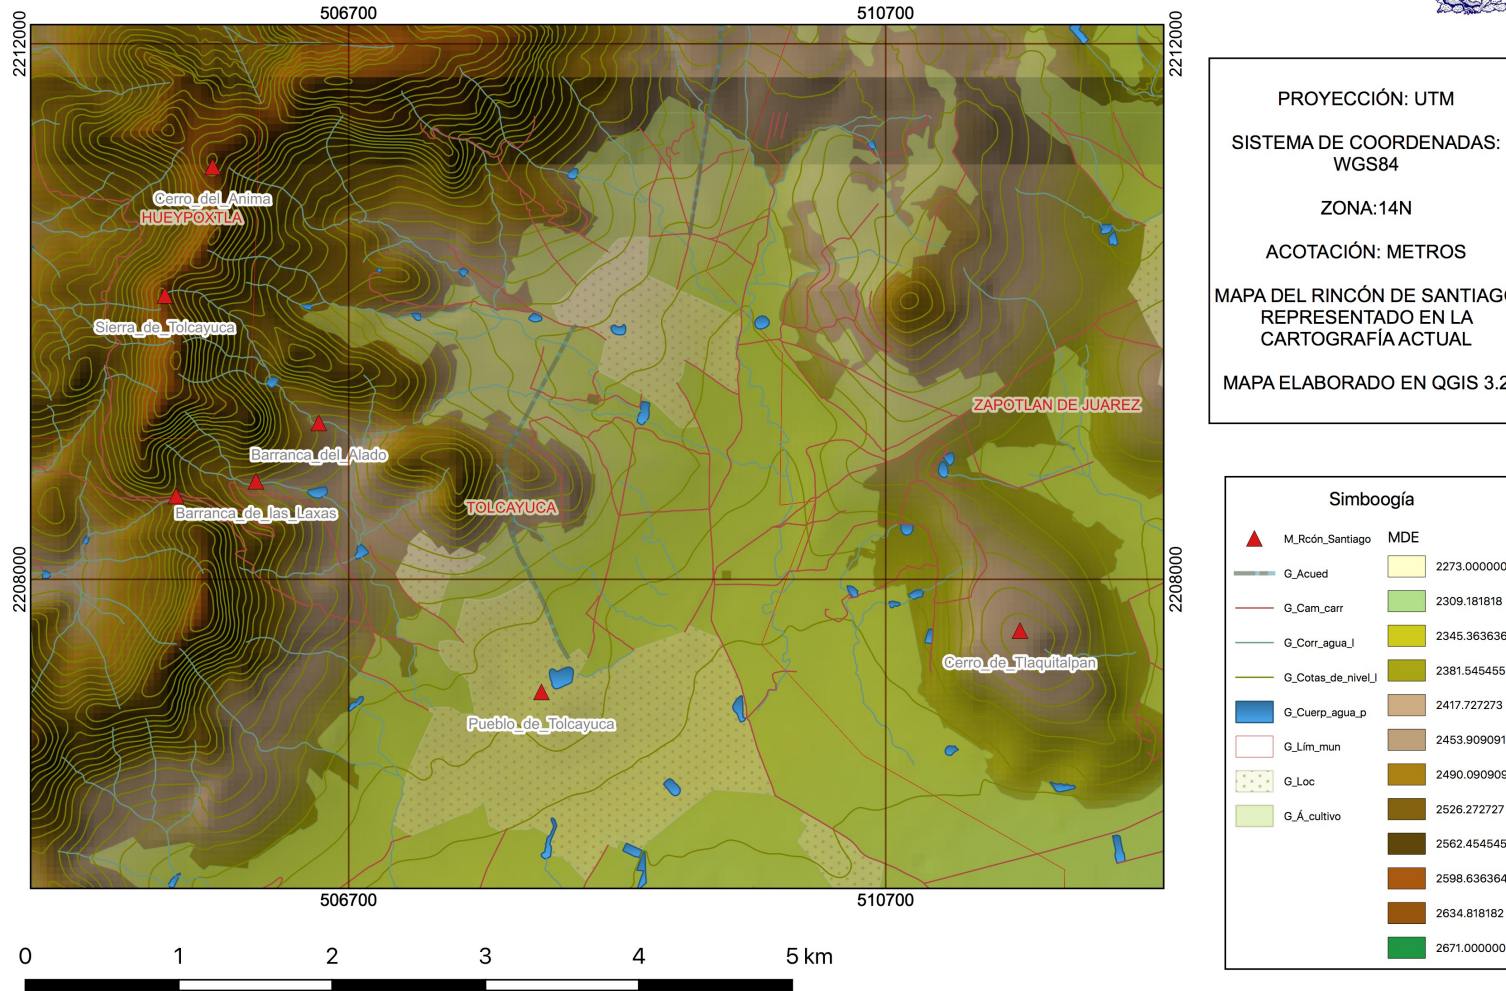 506700
510700
2212000
2212000
Cerro_del_Anima
HUEYPOXTLA
Sierra_de_Tolcayuca
ZAPOTLAN DE JUAREZ
Barranca_del_Alado
TOLCAYUCA
Barranca_de_las_Laxas
2208000
2208000
Cerro_de_Tlaquitalpan
Pueblo_de_Tolcayuca
506700
510700
0 1 2 3 4 5 km
PROYECCIÓN: UTM
SISTEMA DE COORDENADAS:
WGS84
ZONA:14N
ACOTACIÓN: METROS
MAPA DEL RINCÓN DE SANTIAGO
REPRESENTADO EN LA
CARTOGRAFÍA ACTUAL
MAPA ELABORADO EN QGIS 3.2
Simboogía
M_Rcón_Santiago
G_Acued
G_Cam_carr
G_Corr_agua_l
G_Cotas_de_nivel_l
G_Cuerp_agua_p
G_Lím_mun
G_Loc
G_Á_cultivo
MDE
2273.000000
2309.181818
2345.363636
2381.545455
2417.727273
2453.909091
2490.090909
2526.272727
2562.454545
2598.636364
2634.818182
2671.000000